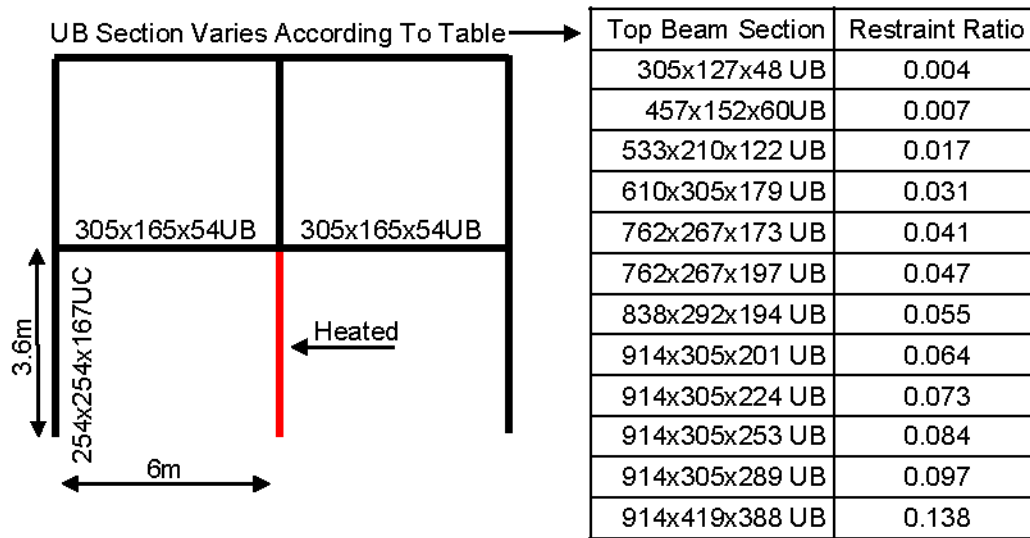 UB Section Varies According To Table
305x165x54UB 305x165x54UB
3.6m
254x254x167UC
Heated
6m
Top Beam Section Restraint Ratio
305x127x48 UB 0.004
457x152x60UB 0.007
533x210x122 UB 0.017
610x305x179 UB 0.031
762x267x173 UB 0.041
762x267x197 UB 0.047
838x292x194 UB 0.055
914x305x201 UB 0.064
914x305x224 UB 0.073
914x305x253 UB 0.084
914x305x289 UB 0.097
914x419x388 UB 0.138